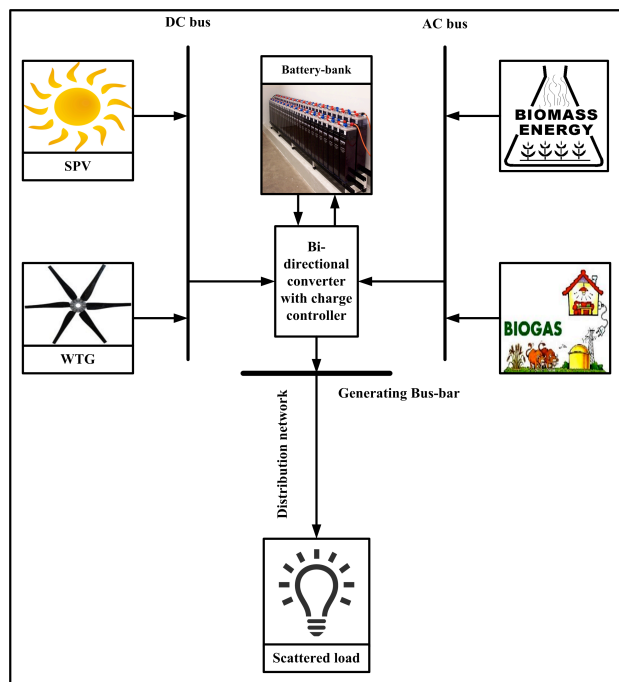 DC bus
AC bus
SPV
Battery-bank
BIOMASS
ENERGY
Bi-
directional
converter
with charge
controller
WTG
BIOGAS
Generating Bus-bar
Distribution network
Scattered load